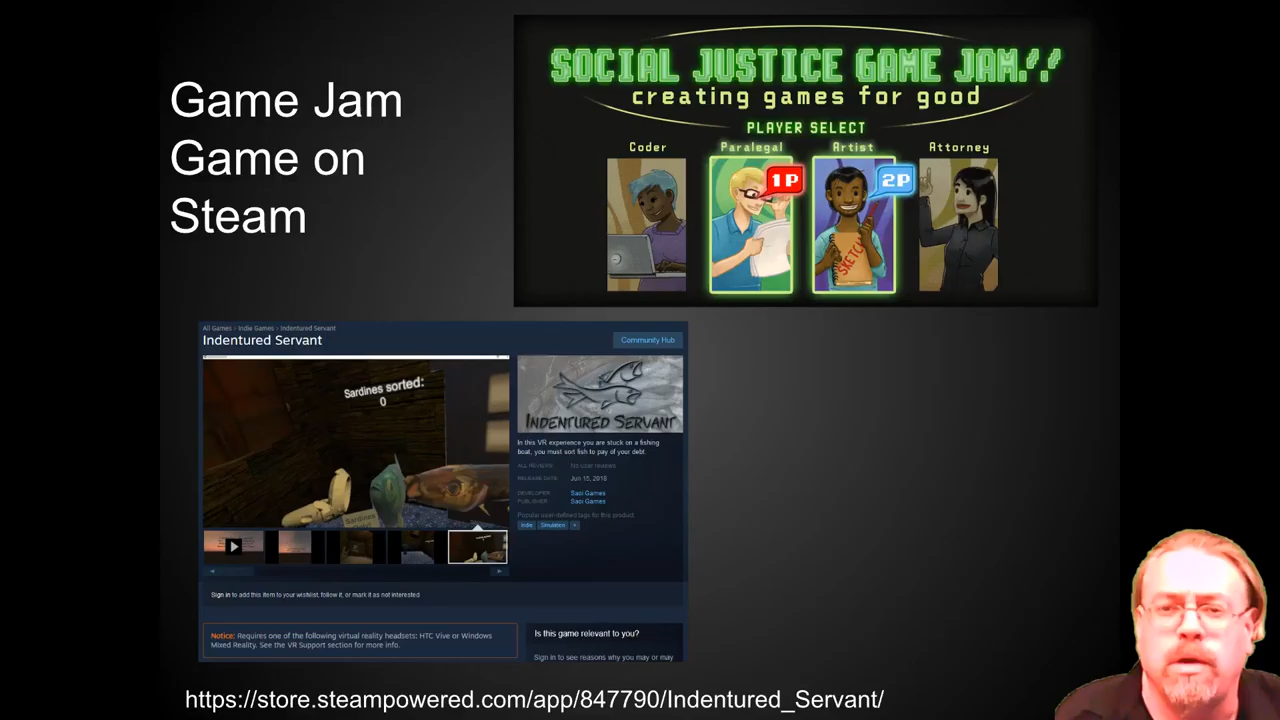 Game Jam
Game on
Steam
SOCIAL JUSTICE GAME JAM!/
creating games for good
PLAYER SELECT
Coder
Paralegal
Artist
Attorney
1P
2P
SKETCH
All Games > Indie Games > Indentured Servant
Indentured Servant
Community Hub
Sardines sorted:
0
Sardines
INDENTURED SERVANT
In this VR experience you are stuck on a fishing
boat, you must sort fish to pay of your debt.
ALL REVIEWS: No user reviews
RELEASE DATE: Jun 15, 2018
DEVELOPER: Saoi Games
PUBLISHER: Saoi Games
Popular user-defined tags for this product:
Indie Simulation +
Sign in to add this item to your wishlist, follow it, or mark it as not interested
Notice: Requires one of the following virtual reality headsets: HTC Vive or Windows
Mixed Reality. See the VR Support section for more info.
Is this game relevant to you?
Sign in to see reasons why you may or may
https://store.steampowered.com/app/847790/Indentured_Servant/